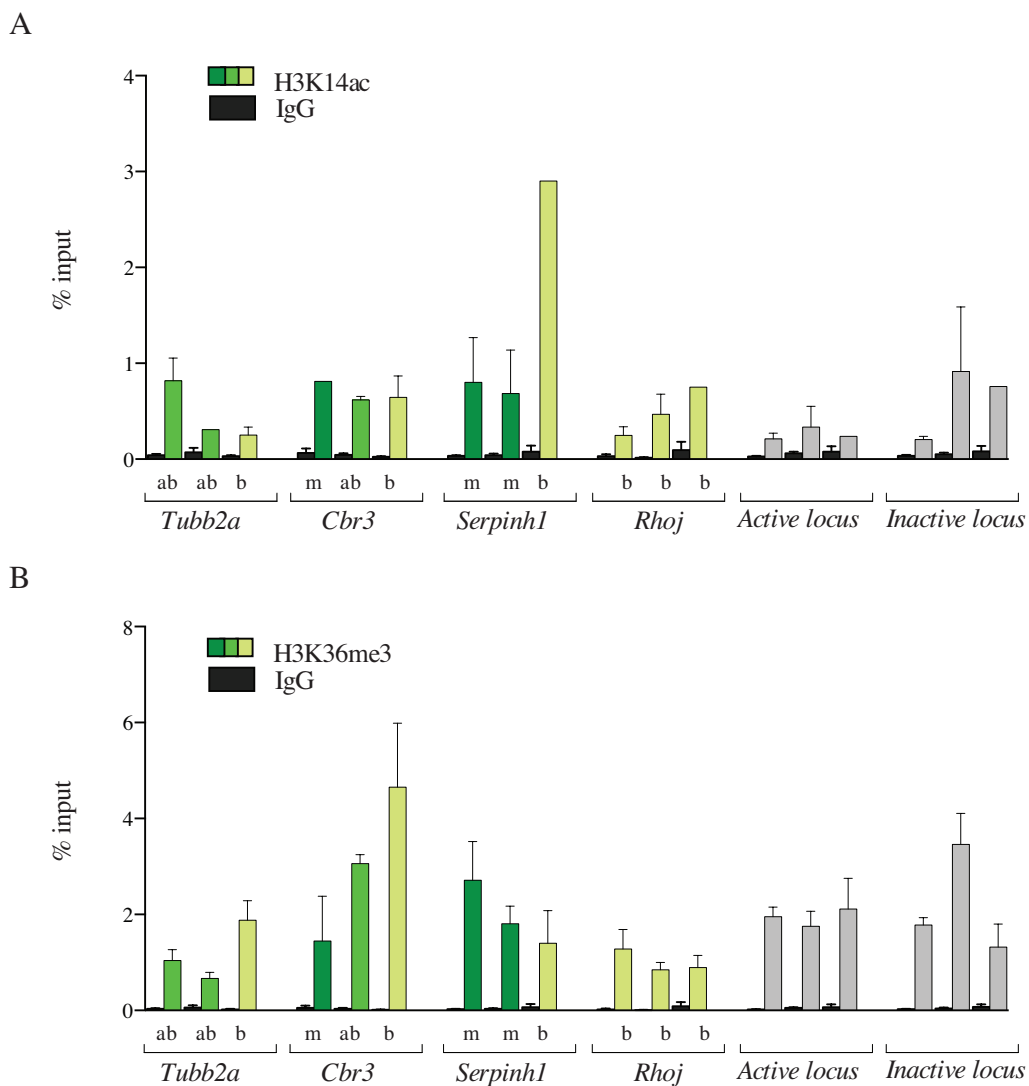 A
4
3
2
1
0
% input
H3K14ac
IgG
ab ab b m ab b m m b b b b
Tubb2a Cbr3 Serpinh1 Rhoj Active locus Inactive locus
B
8
6
4
2
0
% input
H3K36me3
IgG
ab ab b m ab b m m b b b b
Tubb2a Cbr3 Serpinh1 Rhoj Active locus Inactive locus